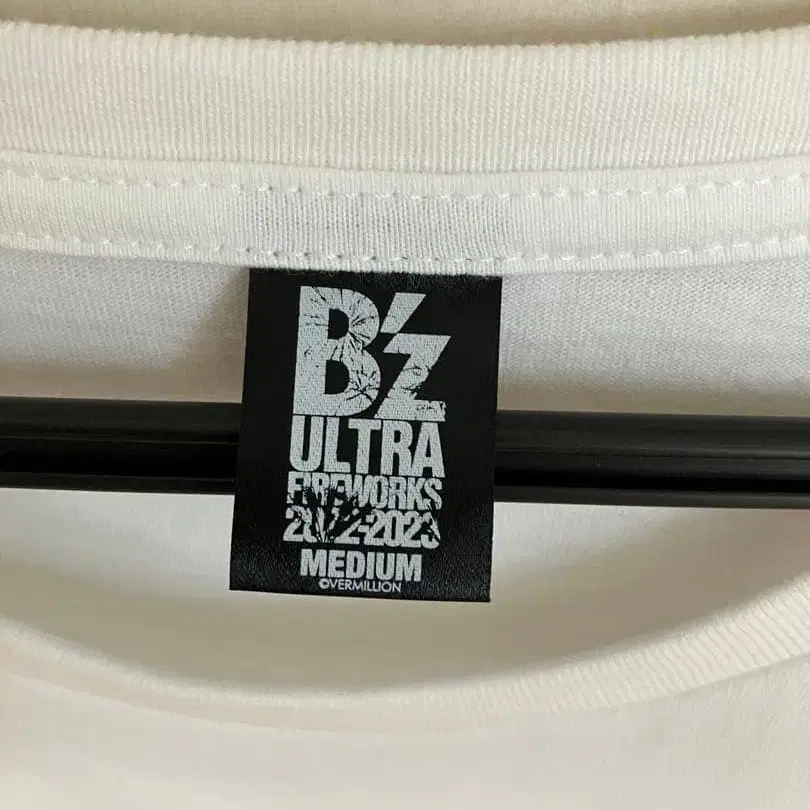 B'z
ULTRA
FIREWORKS
2022-2023
MEDIUM
©VERMILLION